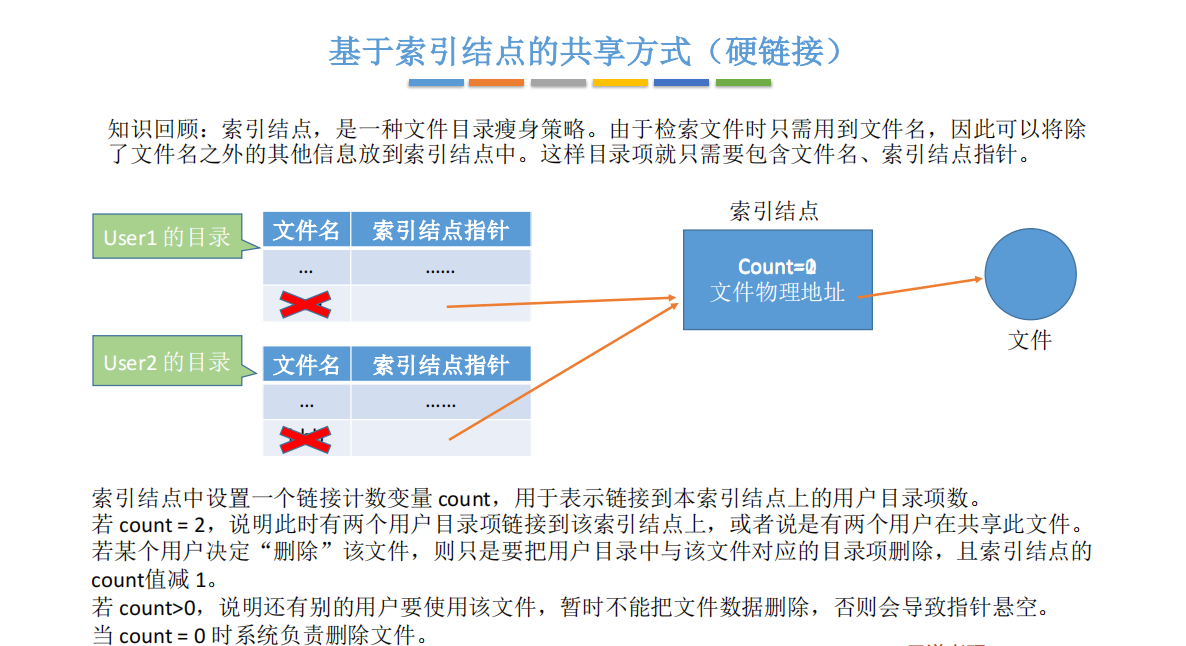 基于索引结点的共享方式（硬链接）
知识回顾：索引结点，是一种文件目录瘦身策略。由于检索文件时只需用到文件名，因此可以将除
了文件名之外的其他信息放到索引结点中。这样目录项就只需要包含文件名、索引结点指针。
User1 的目录
文件名 索引结点指针
... ......
索引结点
Count=
文件物理地址
文件
User2 的目录
文件名 索引结点指针
... ......
索引结点中设置一个链接计数变量 count，用于表示链接到本索引结点上的用户目录项数。
若 count = 2，说明此时有两个用户目录项链接到该索引结点上，或者说是有两个用户在共享此文件。
若某个用户决定“删除”该文件，则只是要把用户目录中与该文件对应的目录项删除，且索引结点的
count值减 1。
若 count>0，说明还有别的用户要使用该文件，暂时不能把文件数据删除，否则会导致指针悬空。
当 count = 0 时系统负责删除文件。